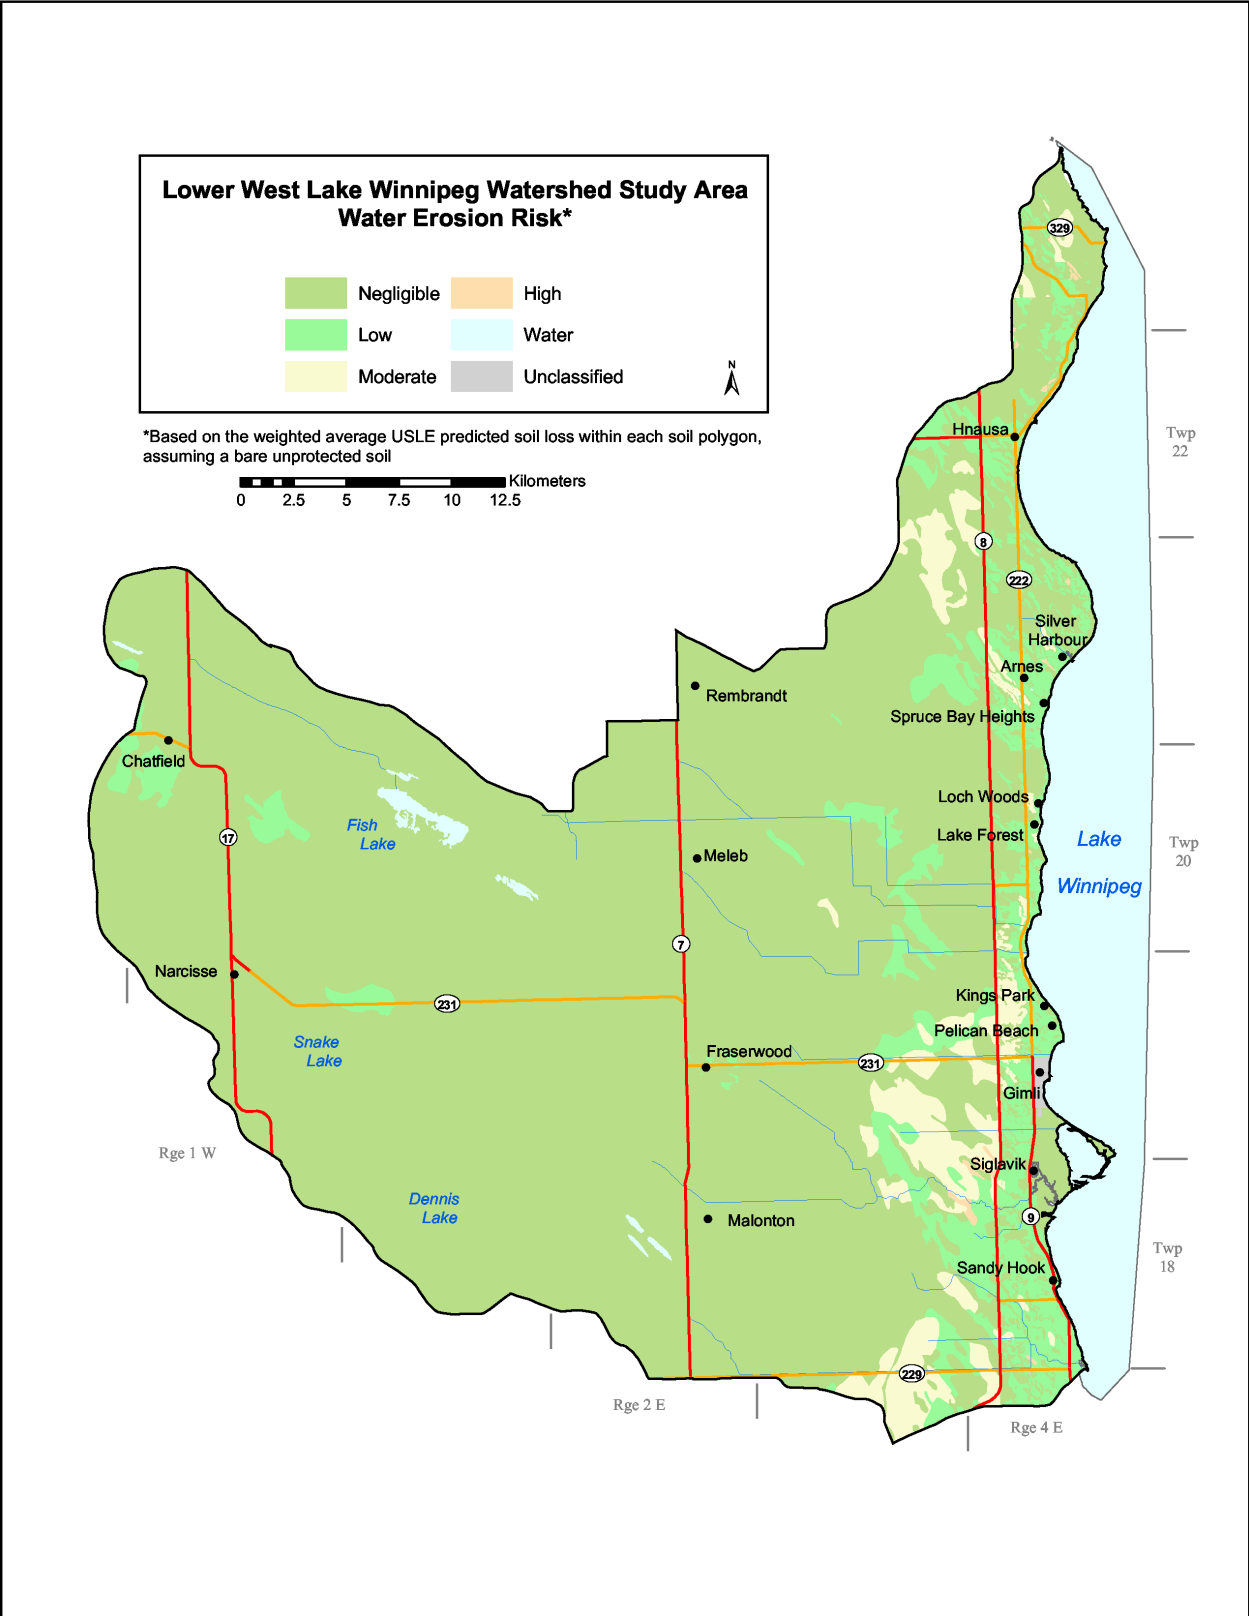 Lower West Lake Winnipeg Watershed Study Area
Water Erosion Risk*
Negligible
High
Low
Water
Moderate
Unclassified
N
*Based on the weighted average USLE predicted soil loss within each soil polygon,
assuming a bare unprotected soil
Kilometers
0 2.5 5 7.5 10 12.5
329
Hnausa
Twp
22
8
222
Silver
Harbour
Arnes
Rembrandt
Spruce Bay Heights
Chatfield
Loch Woods
Fish
Lake
17
Lake Forest
Lake
Winnipeg
Twp
20
Meleb
7
Narcisse
231
Kings Park
Pelican Beach
Snake
Lake
Fraserwood
231
Gimli
Rge 1 W
Siglavik
Dennis
Lake
Malonton
9
Twp
18
Sandy Hook
229
Rge 2 E
Rge 4 E